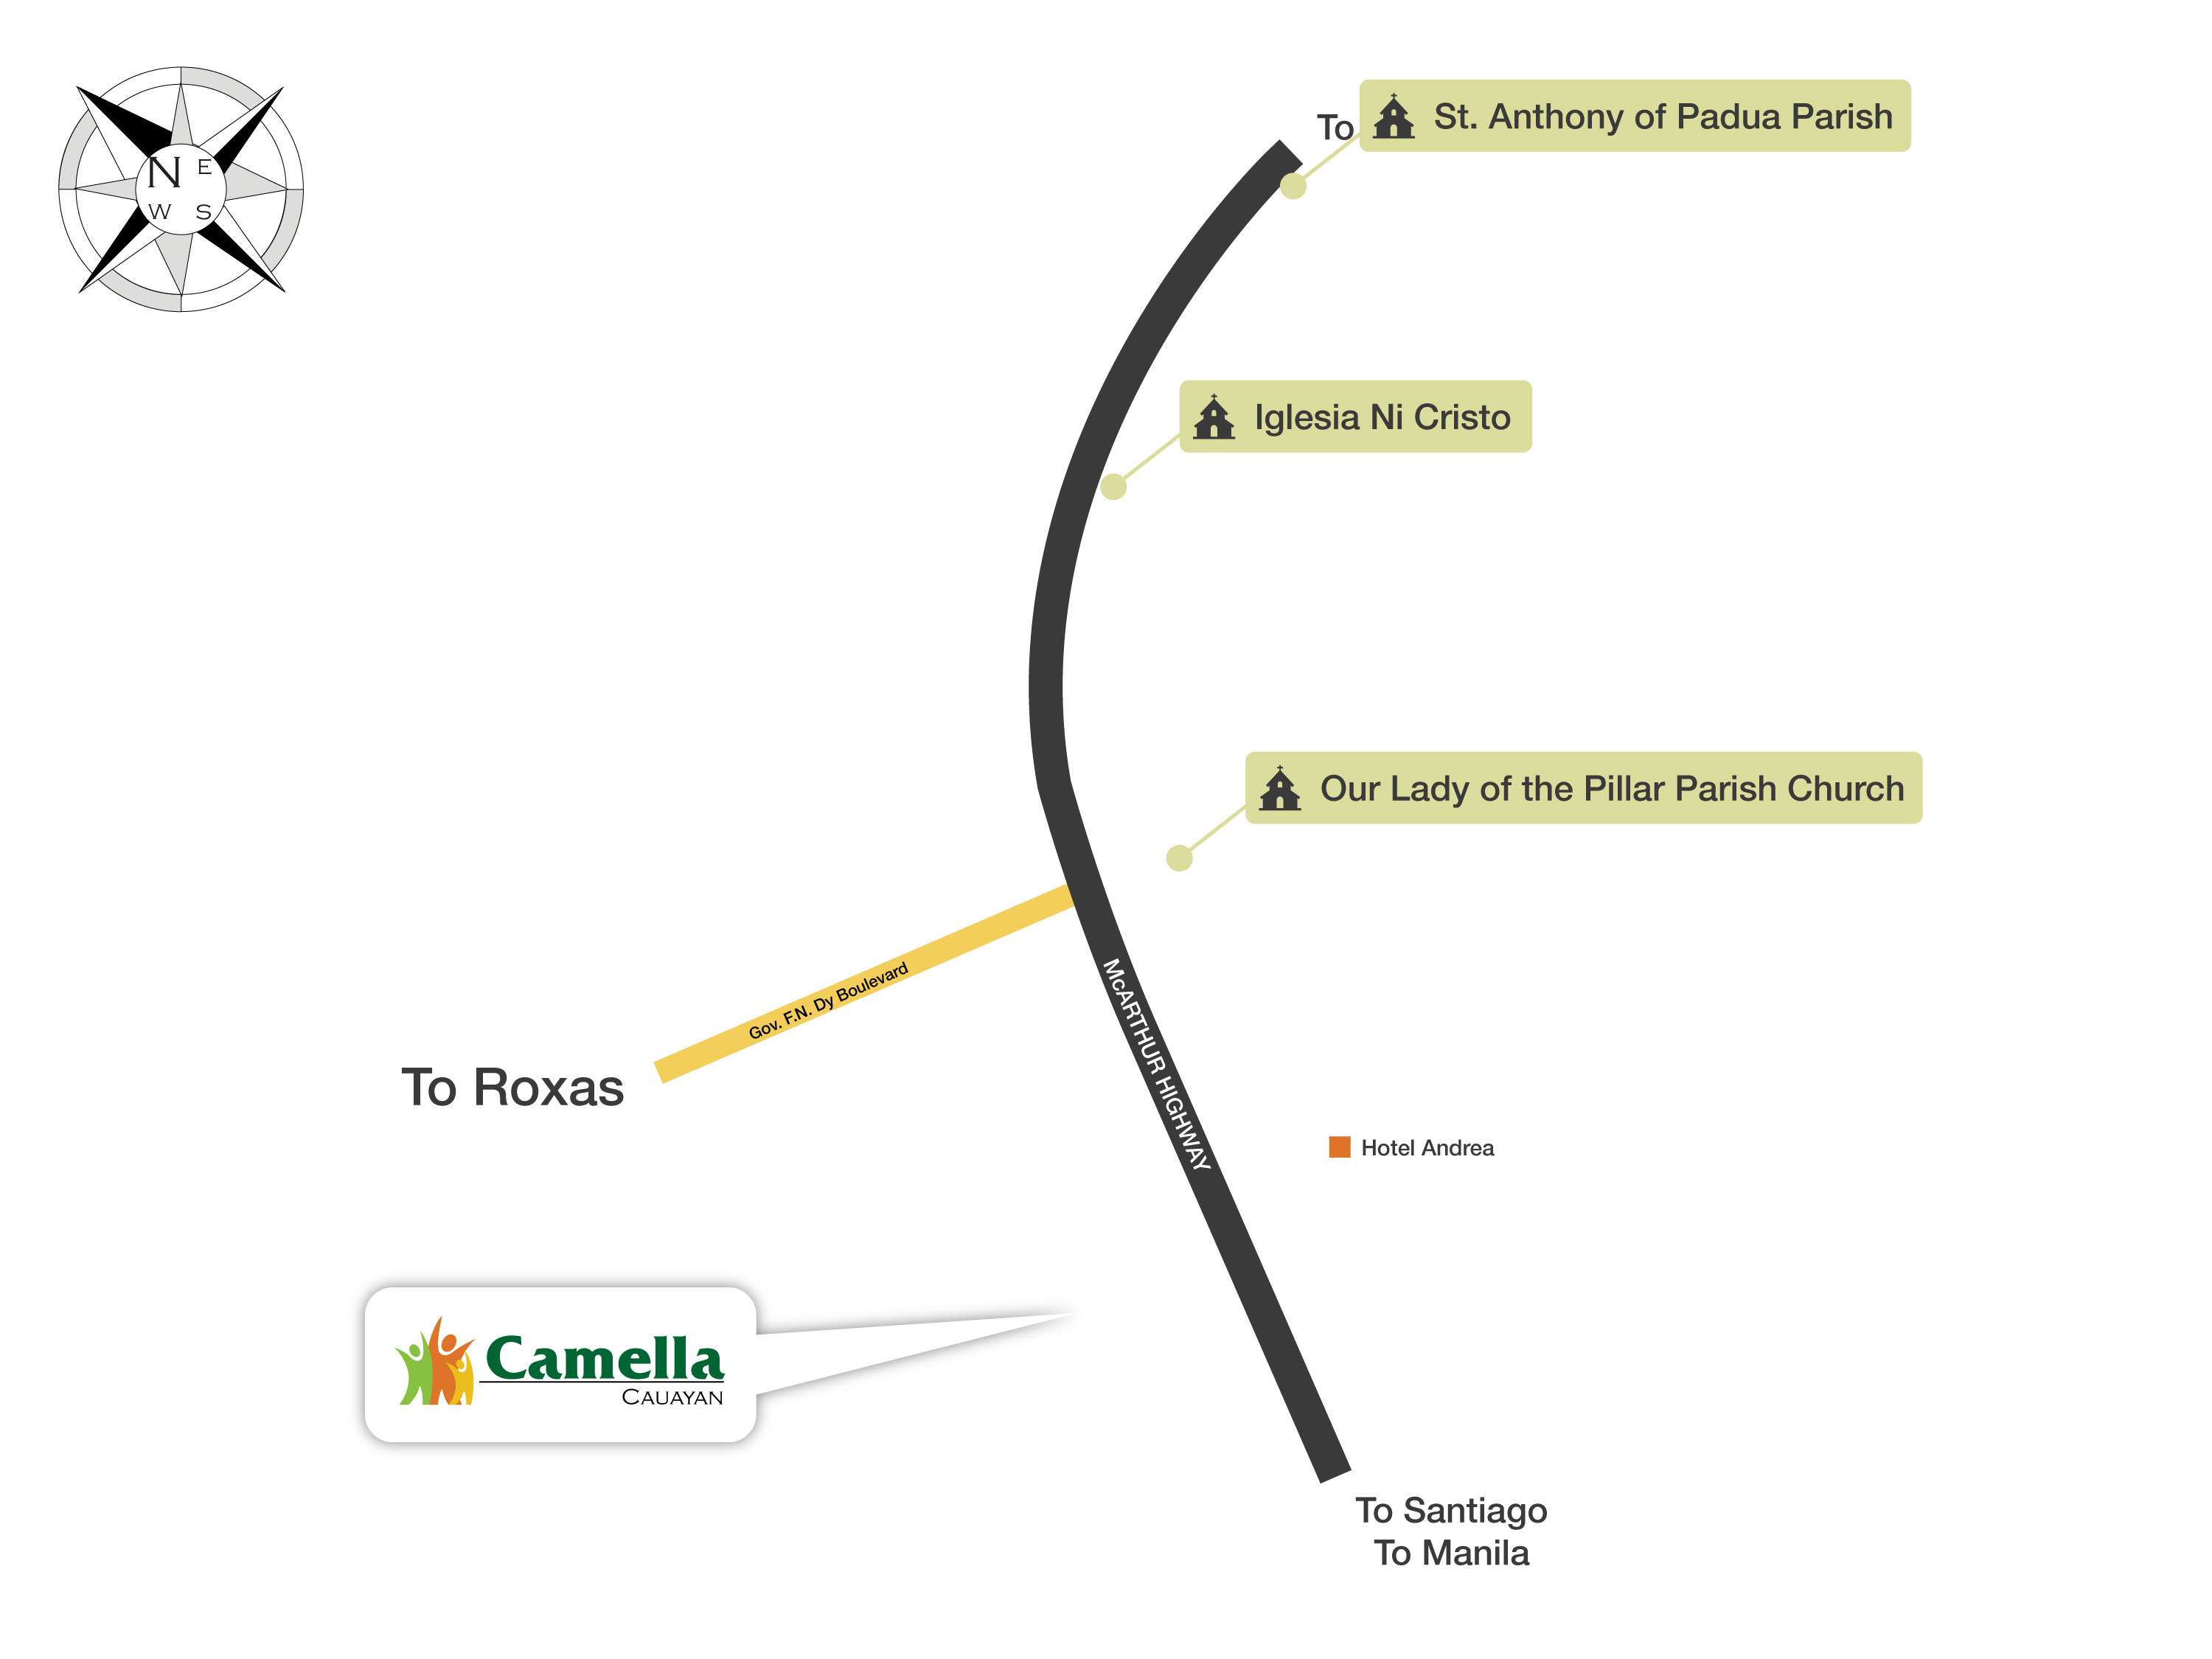 N E
W S
To
St. Anthony of Padua Parish
Iglesia Ni Cristo
Our Lady of the Pillar Parish Church
Gov. F.N. Dy Boulevard
McARTHUR HIGHWAY
To Roxas
Hotel Andrea
Camella
CAUAYAN
To Santiago
To Manila